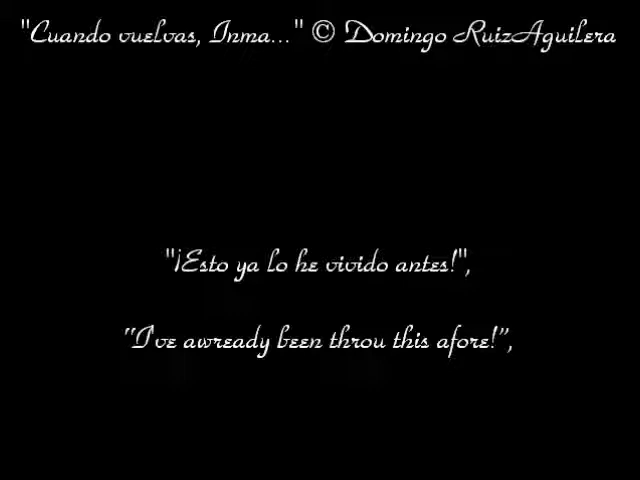 "Cuando vuelvas, Inma..." © Domingo RuizAguilera
"¡Esto ya lo he vivido antes!",
"I've awready been throu this afore!",